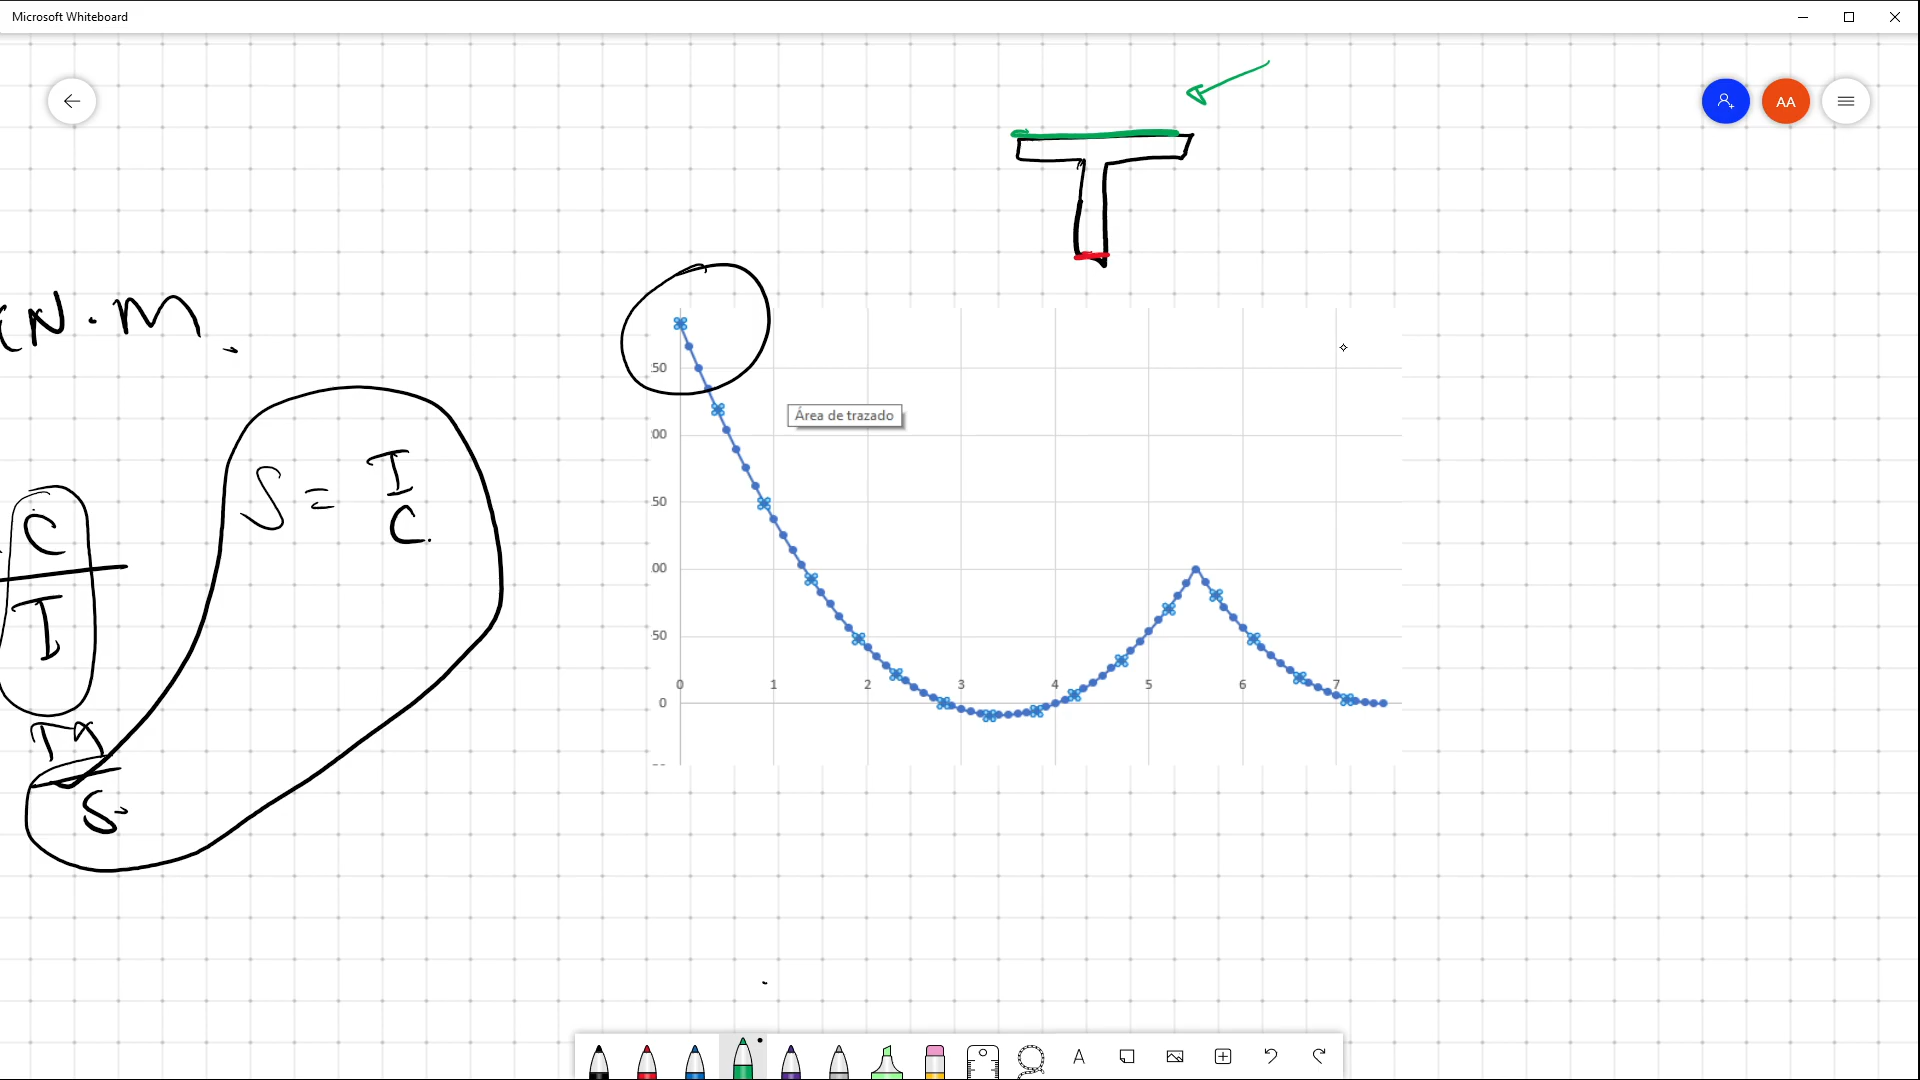 Microsoft Whiteboard
AA
N·M
50
00
Área de trazado
50
00
50
0 1 2 3 4 5 6 7
0
S = I
C
C
I
M
S
A